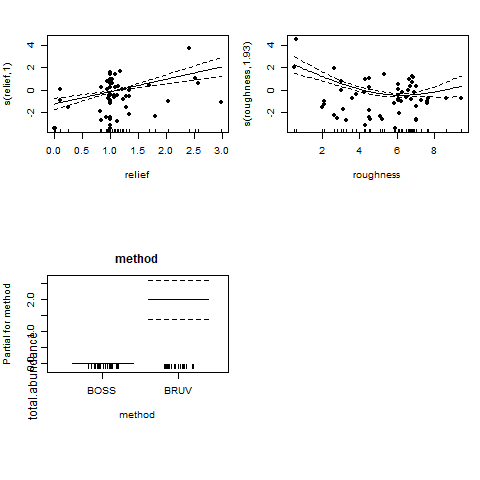 s(relief,1)
4
2
0
-2
0.0 0.5 1.0 1.5 2.0 2.5 3.0
relief
s(roughness,1.93)
4
2
0
-2
2 4 6 8
roughness
method
Partial for method
total.abundance
2.0
1.0
0.0
BOSS BRUV
method